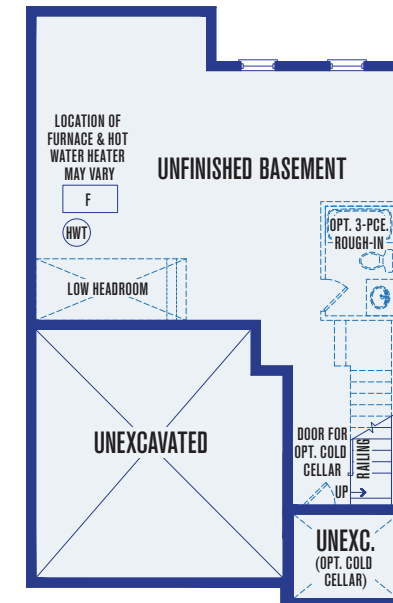 LOCATION OF
FURNACE & HOT
WATER HEATER
MAY VARY
F
HWT
UNFINISHED BASEMENT
OPT. 3-PCE.
ROUGH-IN
LOW HEADROOM
UNEXCAVATED
DOOR FOR
OPT. COLD
CELLAR
RAILING
UP
UNEXC.
(OPT. COLD
CELLAR)